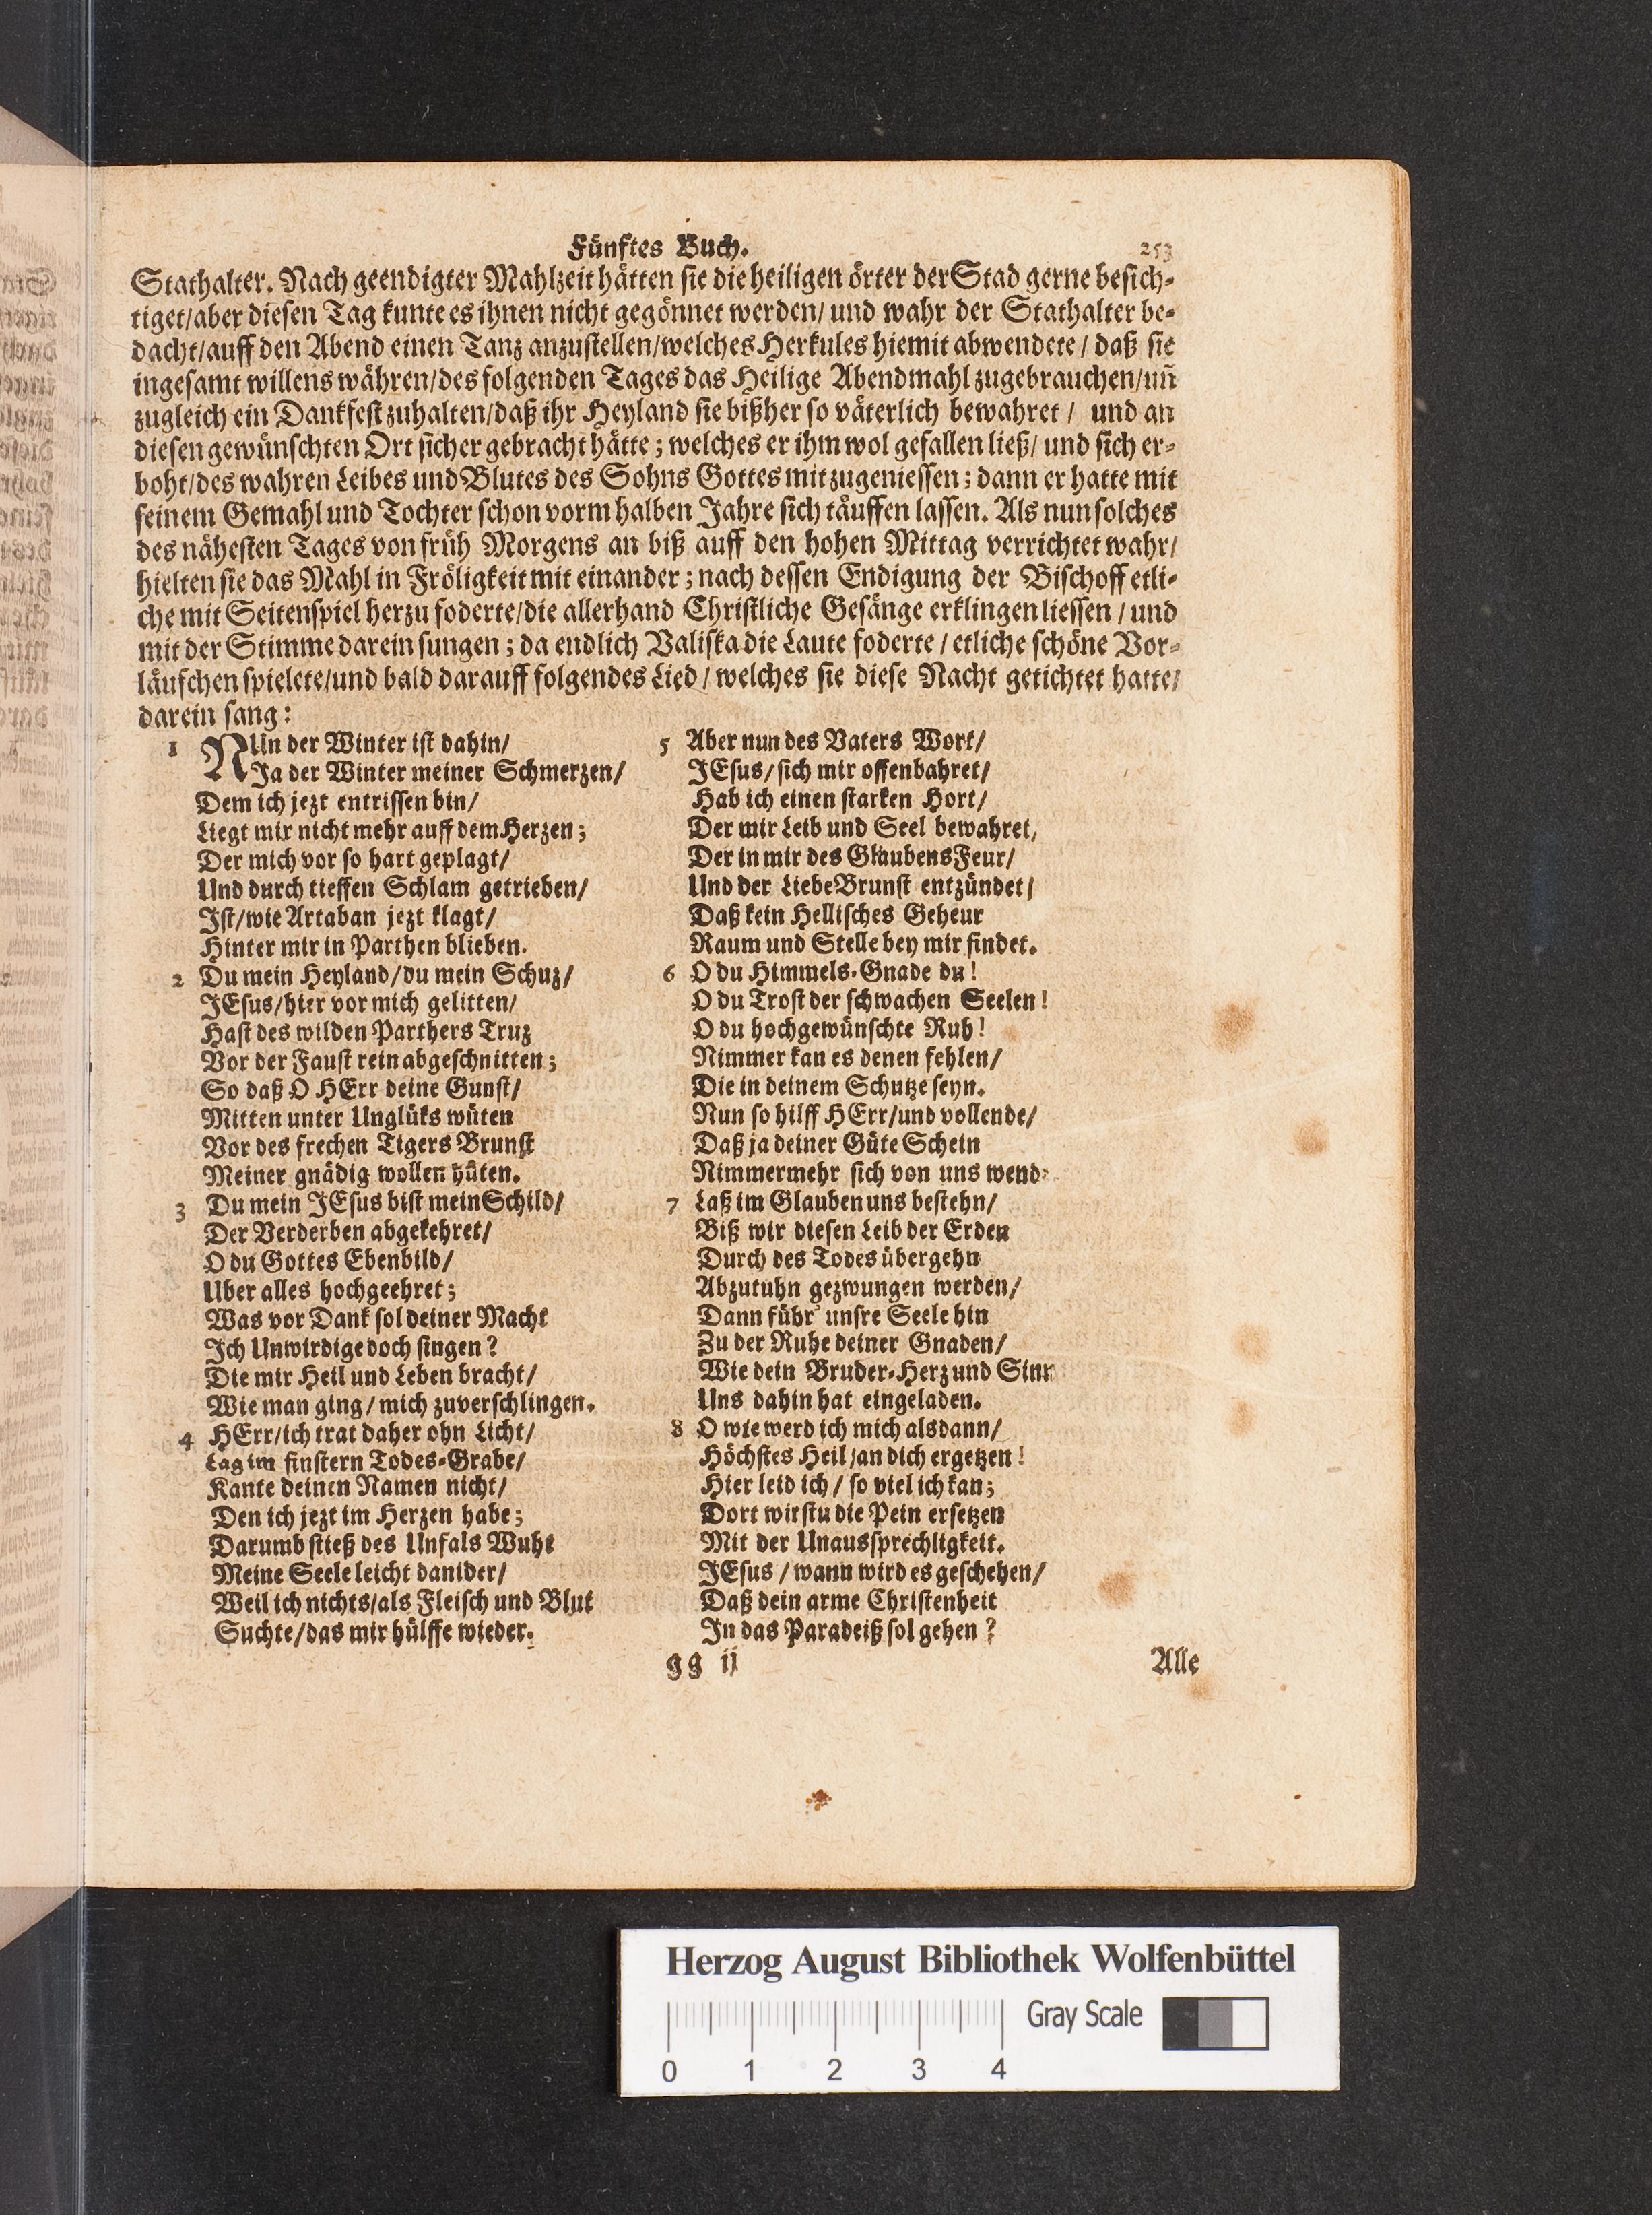 Fünftes Buch. 253
Stathalter. Nach geendigter Mahlzeit hätten sie die heiligen örter der Stad gerne besich-
tiget/aber diesen Tag kunte es ihnen nicht gegönnet werden/ und wahr der Stathalter be-
dacht/auff den Abend einen Tanz anzustellen/welches Herkules hiemit abwendete / daß sie
ingesamt willens währen/des folgenden Tages das Heilige Abendmahl zugebrauchen/un̄
zugleich ein Dankfest zuhalten/daß ihr Heyland sie bißher so väterlich bewahret / und an
diesen gewünschten Ort sicher gebracht hätte; welches er ihm wol gefallen ließ/ und sich er-
boht/des wahren Leibes und Blutes des Sohns Gottes mitzugeniessen; dann er hatte mit
seinem Gemahl und Tochter schon vorm halben Jahre sich täuffen lassen. Als nun solches
des nähesten Tages von früh Morgens an biß auff den hohen Mittag verrichtet wahr/
hielten sie das Mahl in Fröligkeit mit einander; nach dessen Endigung der Bischoff etli-
che mit Seitenspiel herzu foderte/die allerhand Christliche Gesänge erklingen liessen / und
mit der Stimme darein sungen; da endlich Valiska die Laute foderte / etliche schöne Vor-
läufchen spielete/und bald darauff folgendes Lied / welches sie diese Nacht getichtet hatte/
darein sang:
1 NUn der Winter ist dahin/
Ja der Winter meiner Schmerzen/
Dem ich jezt entrissen bin/
Liegt mir nicht mehr auff dem Herzen;
Der mich vor so hart geplagt/
Und durch tieffen Schlam getrieben/
Ist/wie Artaban jezt klagt/
Hinter mir in Parthen blieben.
2 Du mein Heyland/du mein Schuz/
JEsus/hier vor mich gelitten/
Hast des wilden Parthers Truz
Vor der Faust rein abgeschnitten;
So daß O HErr deine Gunst/
Mitten unter Unglüks wüten
Vor des frechen Tigers Brunst
Meiner gnädig wollen hüten.
3 Du mein JEsus bist mein Schild/
Der Verderben abgekehret/
O du Gottes Ebenbild/
Uber alles hochgeehret;
Was vor Dank sol deiner Macht
Ich Unwirdige doch singen?
Die mir Heil und Leben bracht/
Wie man ging/ mich zuverschlingen.
4 HErr/ich trat daher ohn Licht/
Lag im finstern Todes-Grabe/
Kante deinen Namen nicht/
Den ich jezt im Herzen habe;
Darumb stieß des Unfals Wuht
Meine Seele leicht danider/
Weil ich nichts/als Fleisch und Blut
Suchte/das mir hülffe wieder.
5 Aber nun des Vaters Wort/
JEsus/sich mir offenbahret/
Hab ich einen starken Hort/
Der mir Leib und Seel bewahret,
Der in mir des Glaubens Feur/
Und der Liebe Brunst entzündet/
Daß kein Hellisches Geheur
Raum und Stelle bey mir findet.
6 O du Himmels-Gnade du!
O du Trost der schwachen Seelen!
O du hochgewünschte Ruh!
Nimmer kan es denen fehlen/
Die in deinem Schutze seyn.
Nun so hilff HErr/und vollende/
Daß ja deiner Güte Schein
Nimmermehr sich von uns wend
7 Laß im Glauben uns bestehn/
Biß wir diesen Leib der Erden
Durch des Todes übergehn
Abzutuhn gezwungen werden/
Dann führ' unsre Seele hin
Zu der Ruhe deiner Gnaden/
Wie dein Bruder-Herz und Sinn
Uns dahin hat eingeladen.
8 O wie werd ich mich alsdann/
Höchstes Heil/an dich ergetzen!
Hier leid ich / so viel ich kan;
Dort wirstu die Pein ersetzen
Mit der Unaussprechligkeit.
JEsus / wann wird es geschehen/
Daß dein arme Christenheit
In das Paradeiß sol gehen?
gg ij Alle
Herzog August Bibliothek Wolfenbüttel
Gray Scale
0 1 2 3 4